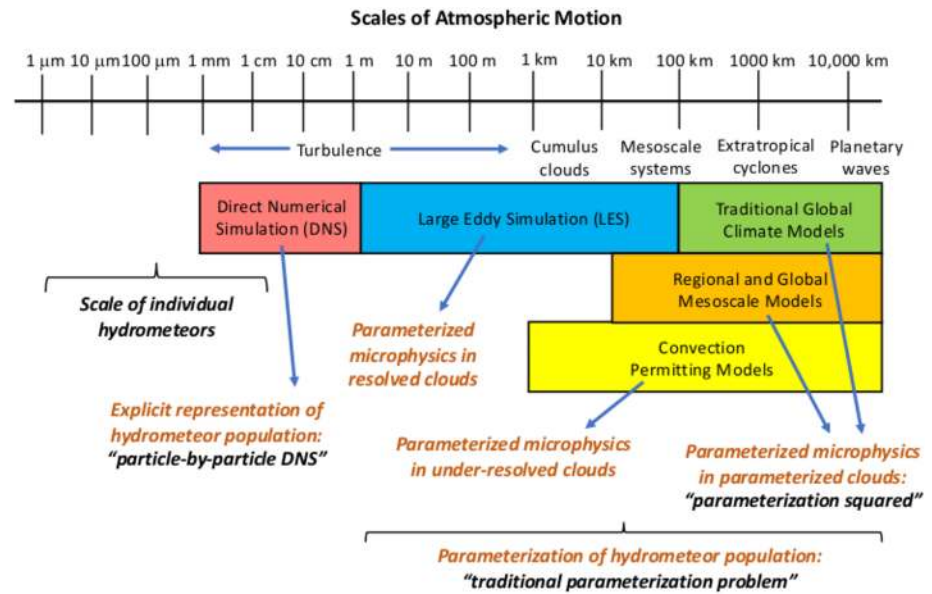 Scales of Atmospheric Motion
1 μm 10 μm 100 μm 1 mm 1 cm 10 cm 1 m 10 m 100 m 1 km 10 km 100 km 1000 km 10,000 km
Turbulence
Cumulus
clouds
Mesoscale
systems
Extratropical
cyclones
Planetary
waves
Direct Numerical
Simulation (DNS)
Large Eddy Simulation (LES)
Traditional Global
Climate Models
Regional and Global
Mesoscale Models
Convection
Permitting Models
Scale of individual
hydrometeors
Parameterized
microphysics in
resolved clouds
Explicit representation of
hydrometeor population:
“particle-by-particle DNS”
Parameterized microphysics
in under-resolved clouds
Parameterized microphysics
in parameterized clouds:
“parameterization squared”
Parameterization of hydrometeor population:
“traditional parameterization problem”